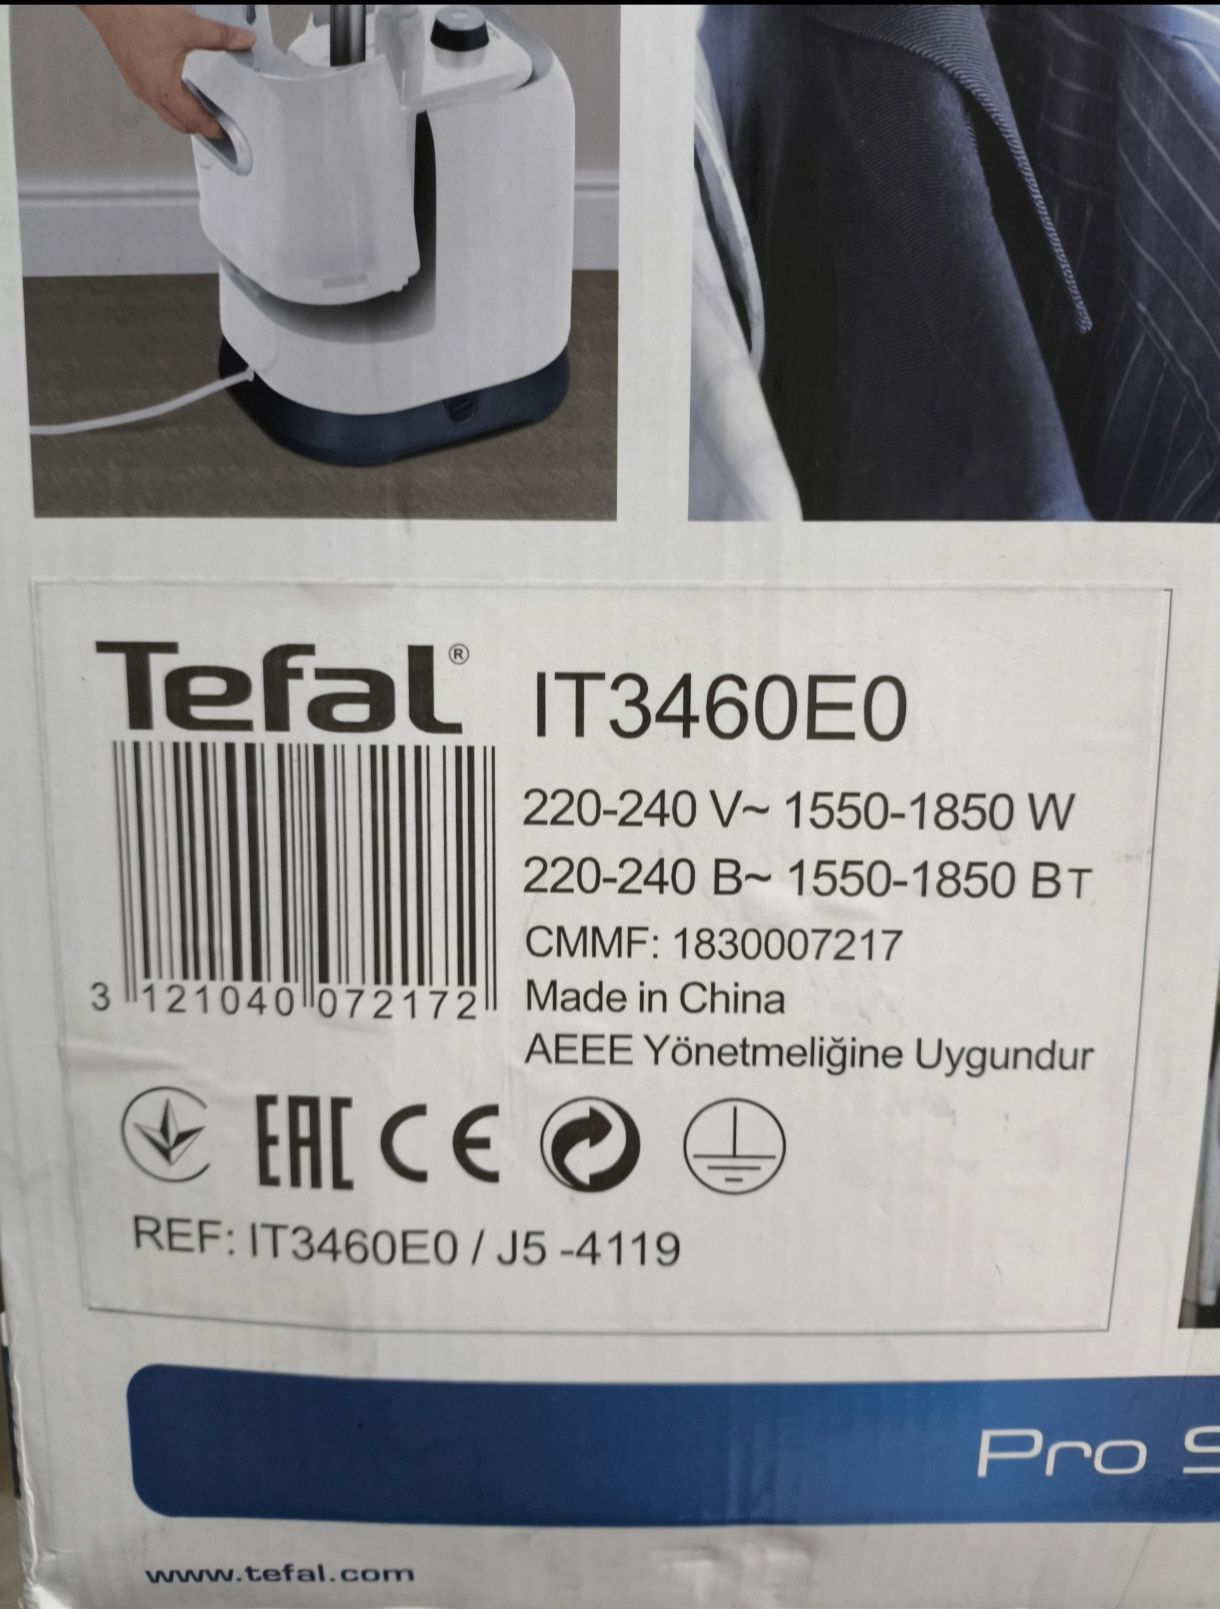 Tefal®
IT3460E0
220-240 V~ 1550-1850 W
220-240 В~ 1550-1850 Вт
CMMF: 1830007217
Made in China
AEEE Yönetmeliğine Uygundur
3 121040 072172
EAC CE
REF: IT3460E0 / J5 -4119
Pro S
www.tefal.com